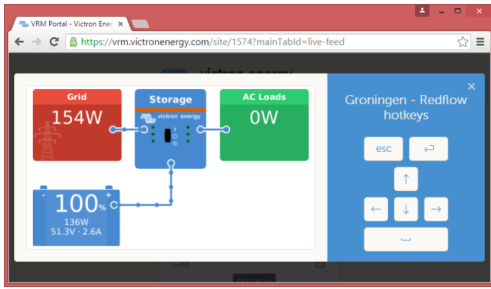 VRM Portal - Victron Ener
https://vrm.victronenergy.com/site/1574?mainTabId=live-feed
victron energy
Grid
154W
Storage
victron energy
AC Loads
0W
100%
136W
51.3V · 2.6A
Groningen - Redflow
hotkeys
esc
Grid